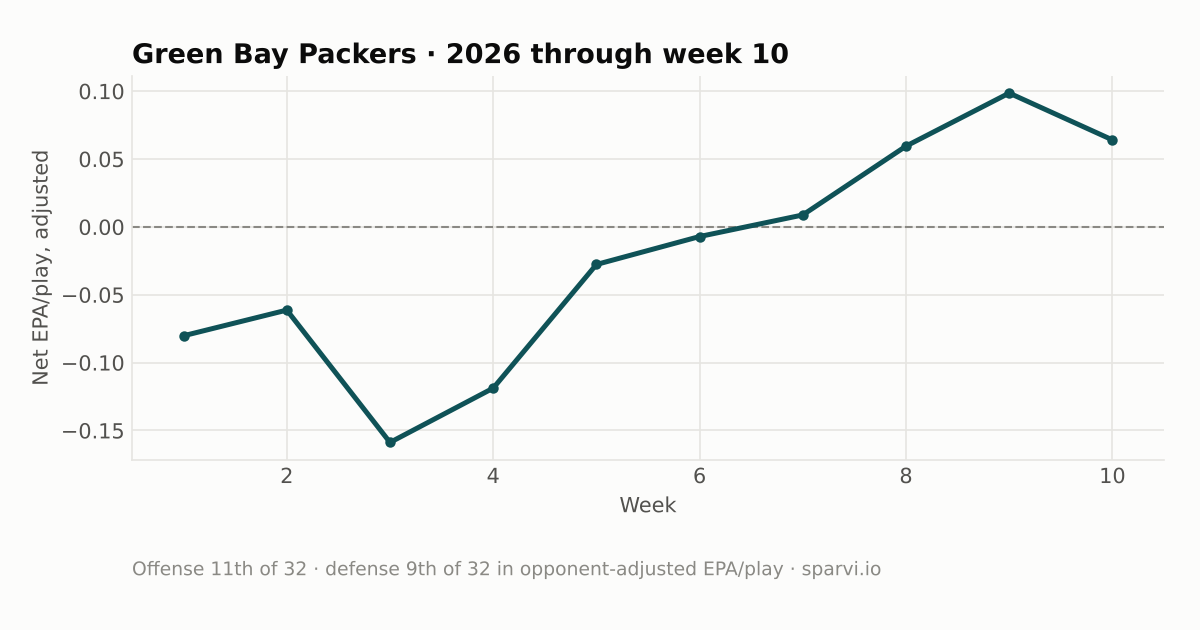 Green Bay Packers · 2026 through week 10
Net EPA/play, adjusted
0.10
0.05
0.00
−0.05
−0.10
−0.15
2 4 6 8 10
Week
Offense 11th of 32 · defense 9th of 32 in opponent-adjusted EPA/play · sparvi.io